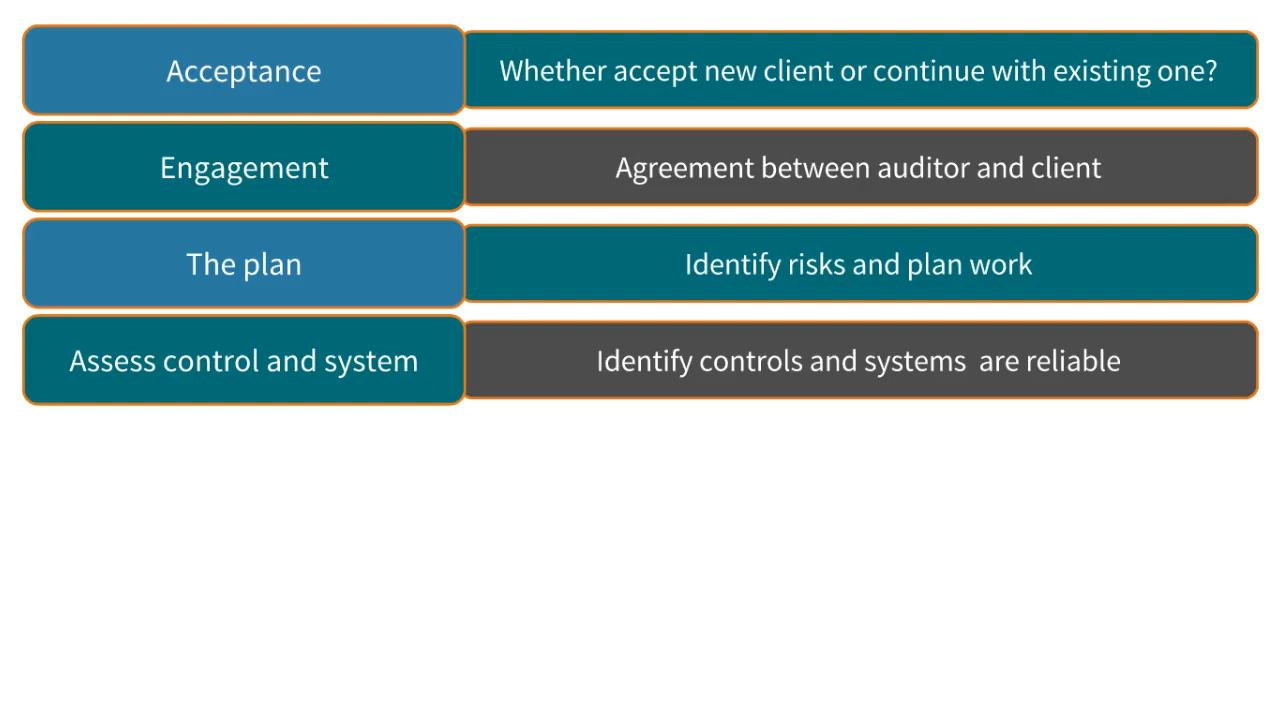 Acceptance
Whether accept new client or continue with existing one?
Engagement
Agreement between auditor and client
The plan
Identify risks and plan work
Assess control and system
Identify controls and systems  are reliable